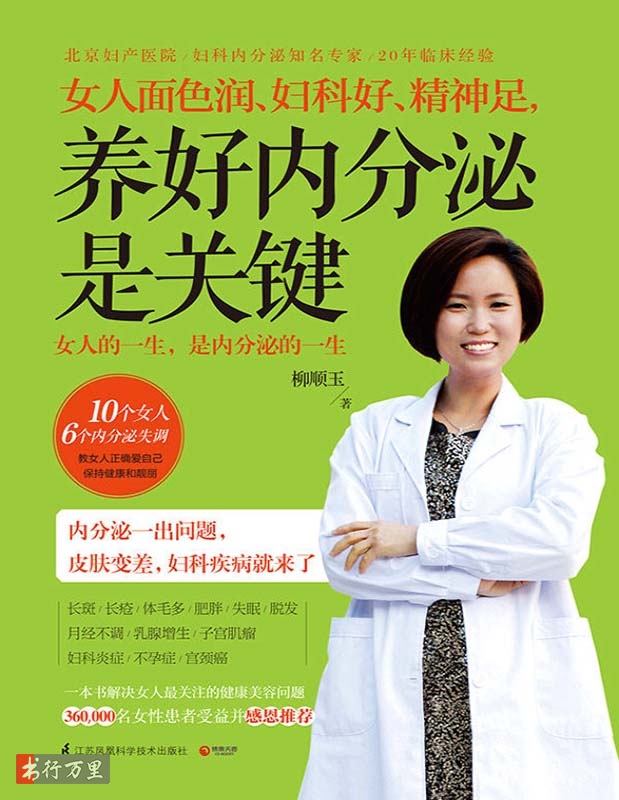 北京妇产医院/妇科内分泌知名专家/20年临床经验
女人面色润、妇科好、精神足,
养好内分泌
是关键
女人的一生，是内分泌的一生
柳顺玉/著
10个女人
6个内分泌失调
教女人正确爱自己
保持健康和靓丽
内分泌一出问题，
皮肤变差，妇科疾病就来了
长斑/长痘/体毛多/肥胖/失眠/脱发
月经不调/乳腺增生/子宫肌瘤
妇科炎症/不孕症/宫颈癌
一本书解决女人最关注的健康美容问题
360,000名女性患者受益并感恩推荐
江苏凤凰科学技术出版社
书行万里